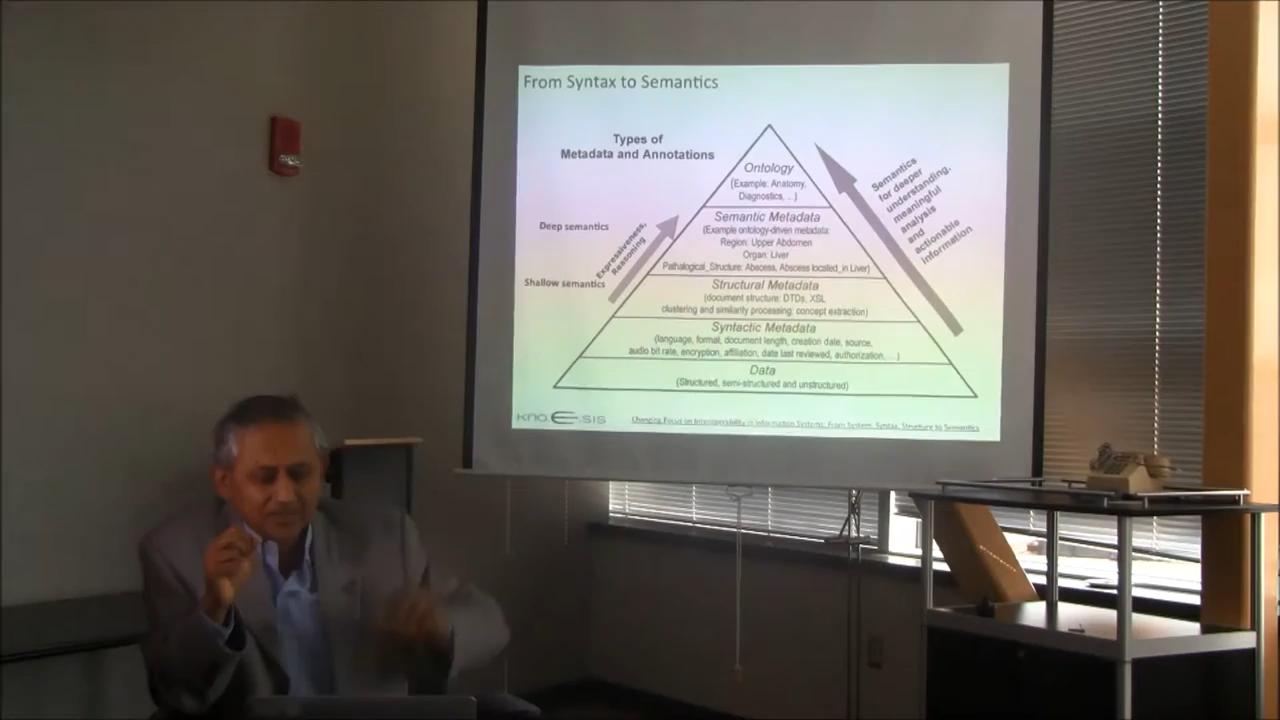 From Syntax to Semantics
Types of
Metadata and Annotations
Ontology
(Example: Anatomy,
Diagnostics, ..)
Semantic Metadata
(Example ontology-driven metadata:
Region: Upper Abdomen
Organ: Liver
Pathalogical_Structure: Abscess, Abscess located_in Liver)
Structural Metadata
(document structure: DTDs, XSL
clustering and similarity processing: concept extraction)
Syntactic Metadata
(language, format, document length, creation date, source,
audio bit rate, encryption, affiliation, date last reviewed, authorization, ..)
Data
(Structured, semi-structured and unstructured)
Deep semantics
Shallow semantics
Expressiveness,
Reasoning
Semantics
for deeper
understanding,
meaningful
analysis
and
actionable
information
kno.e.sis
Changing Focus on Interoperability in Information Systems: From System, Syntax, Structure to Semantics